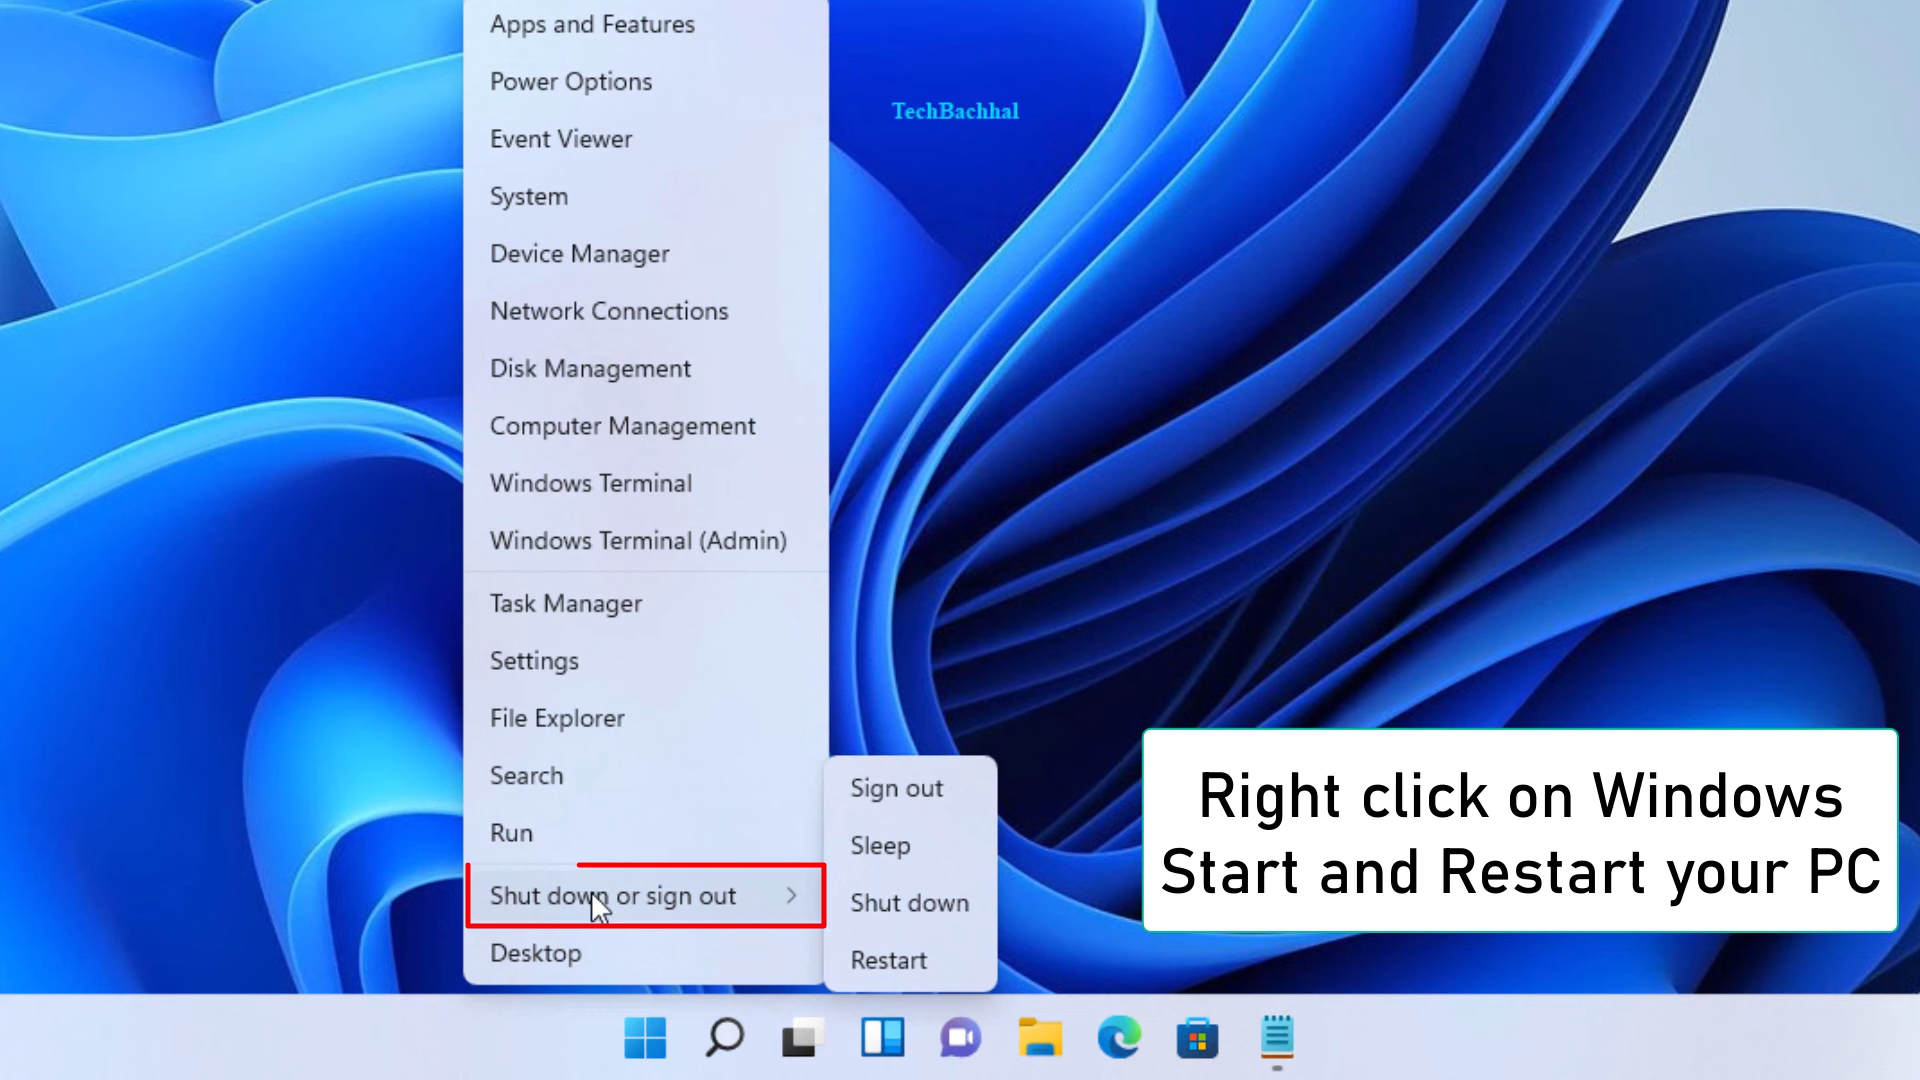 Apps and Features
Power Options
Event Viewer
System
Device Manager
Network Connections
Disk Management
Computer Management
Windows Terminal
Windows Terminal (Admin)
Task Manager
Settings
File Explorer
Search
Run
Shut down or sign out
Desktop
Sign out
Sleep
Shut down
Restart
TechBachhal
Right click on Windows
Start and Restart your PC